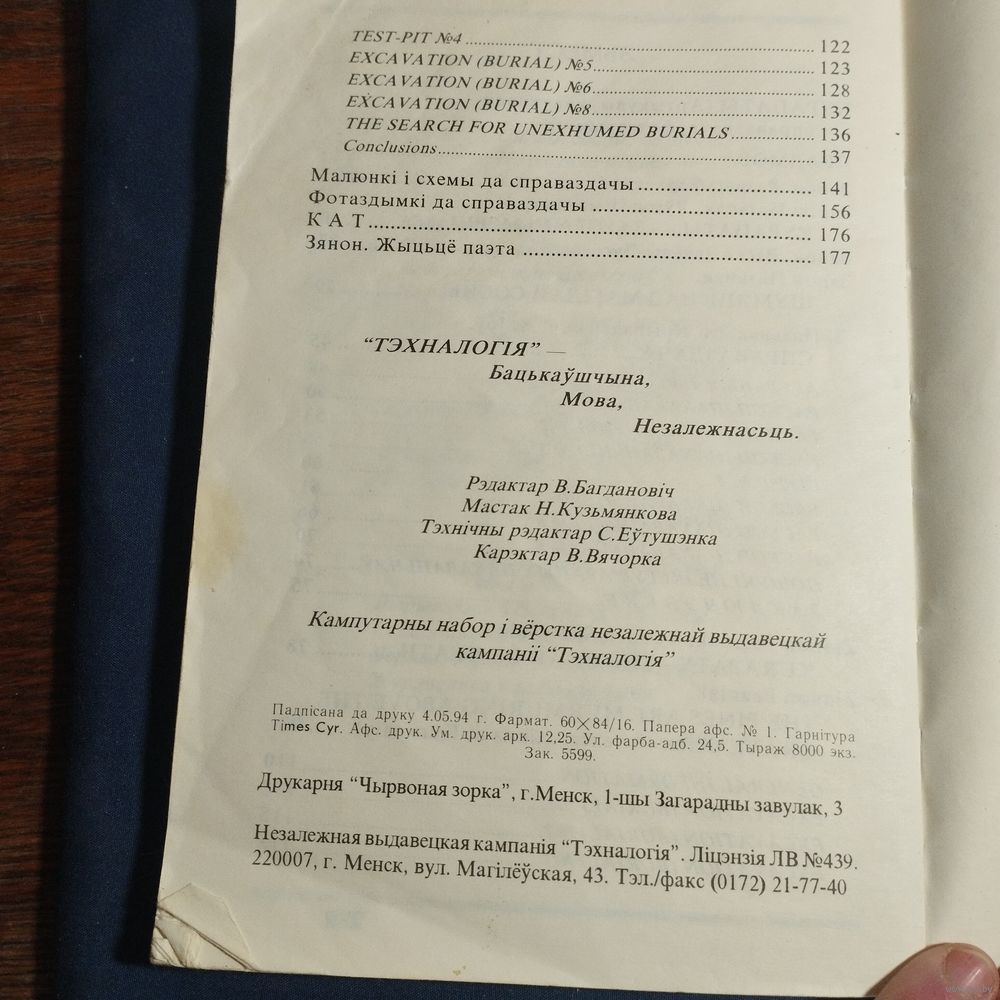 TEST-PIT №4 ........ 122
EXCAVATION (BURIAL) №5 ........ 123
EXCAVATION (BURIAL) №6 ........ 128
EXCAVATION (BURIAL) №8 ........ 132
THE SEARCH FOR UNEXHUMED BURIALS ........ 136
Conclusions ........ 137
Малюнкі і схемы да справаздачы ........ 141
Фотаздымкі да справаздачы ........ 156
К А Т ........ 176
Зянон. Жыцьцё паэта ........ 177
“ТЭХНАЛОГІЯ” —
Бацькаўшчына,
Мова,
Незалежнасьць.
Рэдактар В.Багдановіч
Мастак Н.Кузьмянкова
Тэхнічны рэдактар С.Еўтушэнка
Карэктар В.Вячорка
Кампутарны набор і вёрстка незалежнай выдавецкай
кампаніі “Тэхналогія”
Падпісана да друку 4.05.94 г. Фармат. 60×84/16. Папера афс. № 1. Гарнітура
Times Cyr. Афс. друк. Ум. друк. арк. 12,25. Ул. фарба-адб. 24,5. Тыраж 8000 экз.
Зак. 5599.
Друкарня “Чырвоная зорка”, г.Менск, 1-шы Загарадны завулак, 3
Незалежная выдавецкая кампанія “Тэхналогія”. Ліцэнзія ЛВ №439.
220007, г. Менск, вул. Магілёўская, 43. Тэл./факс (0172) 21-77-40